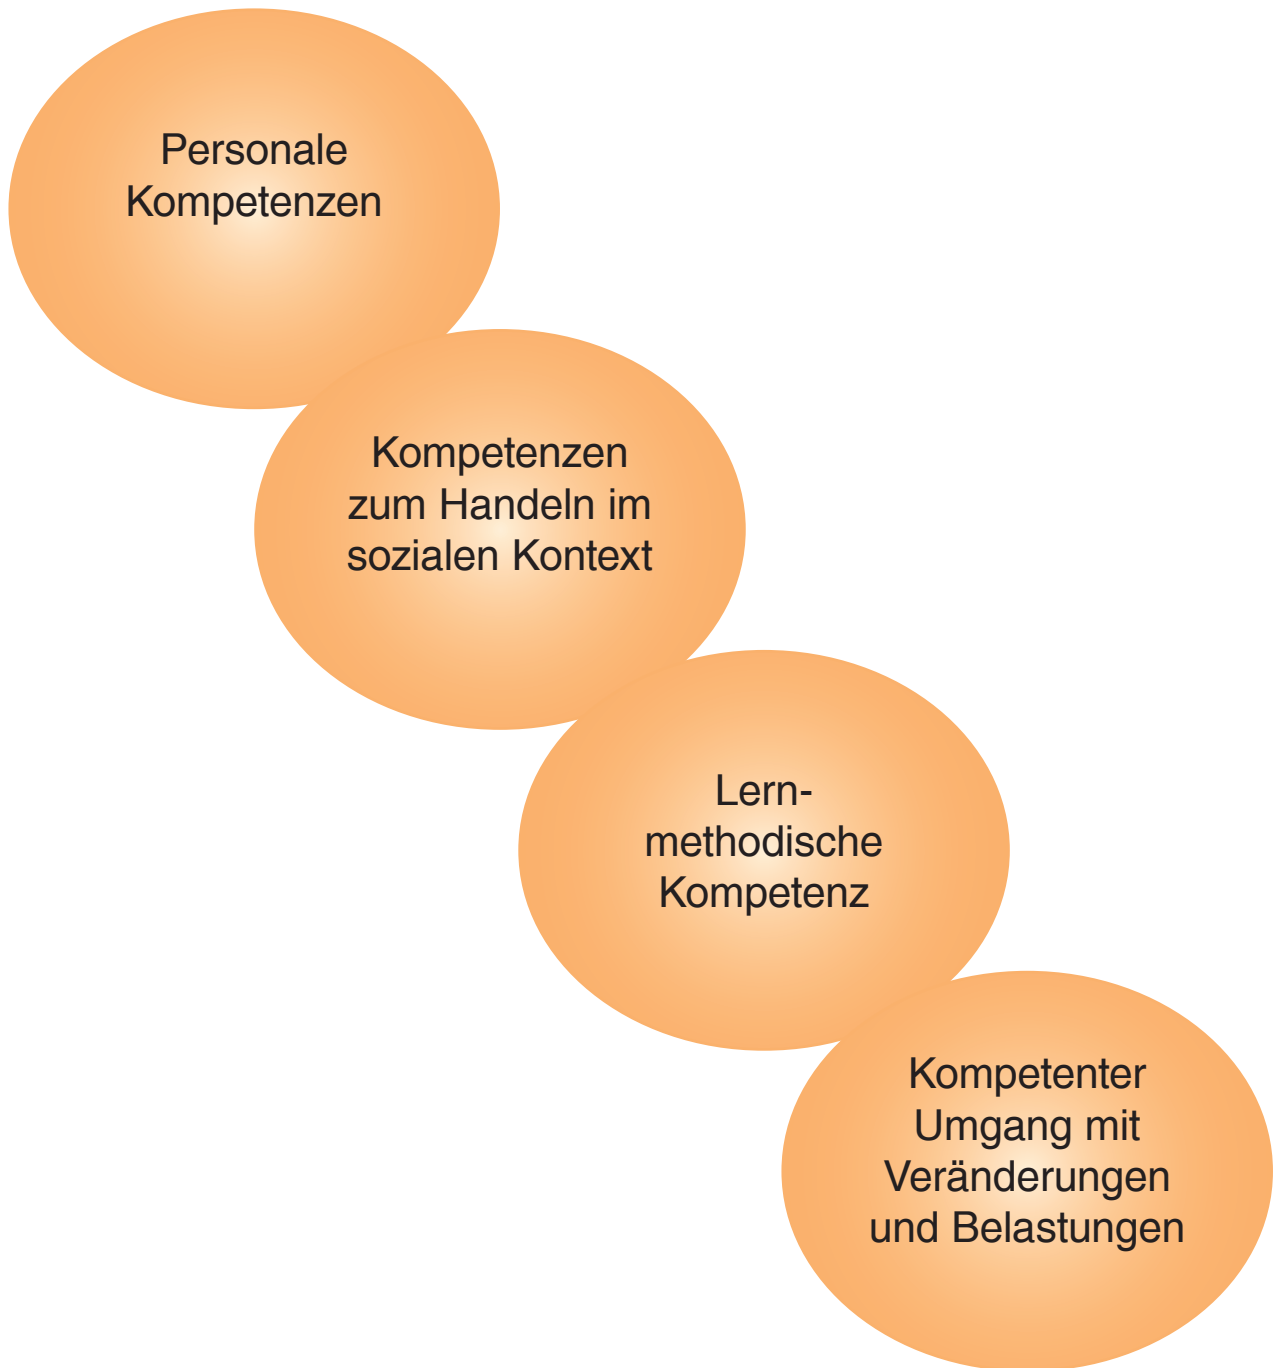 Personale
Kompetenzen
Kompetenzen
zum Handeln im
sozialen Kontext
Lern-
methodische
Kompetenz
Kompetenter
Umgang mit
Veränderungen
und Belastungen